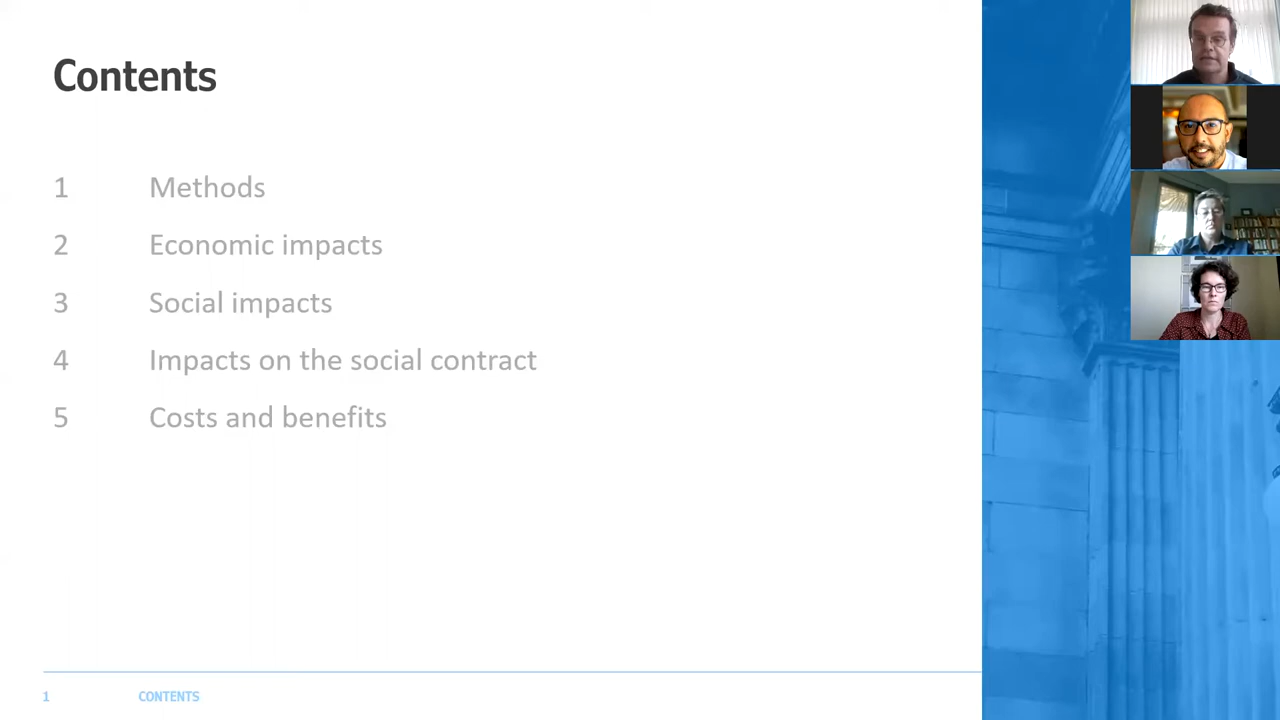 Contents
1 Methods
2 Economic impacts
3 Social impacts
4 Impacts on the social contract
5 Costs and benefits
1 CONTENTS